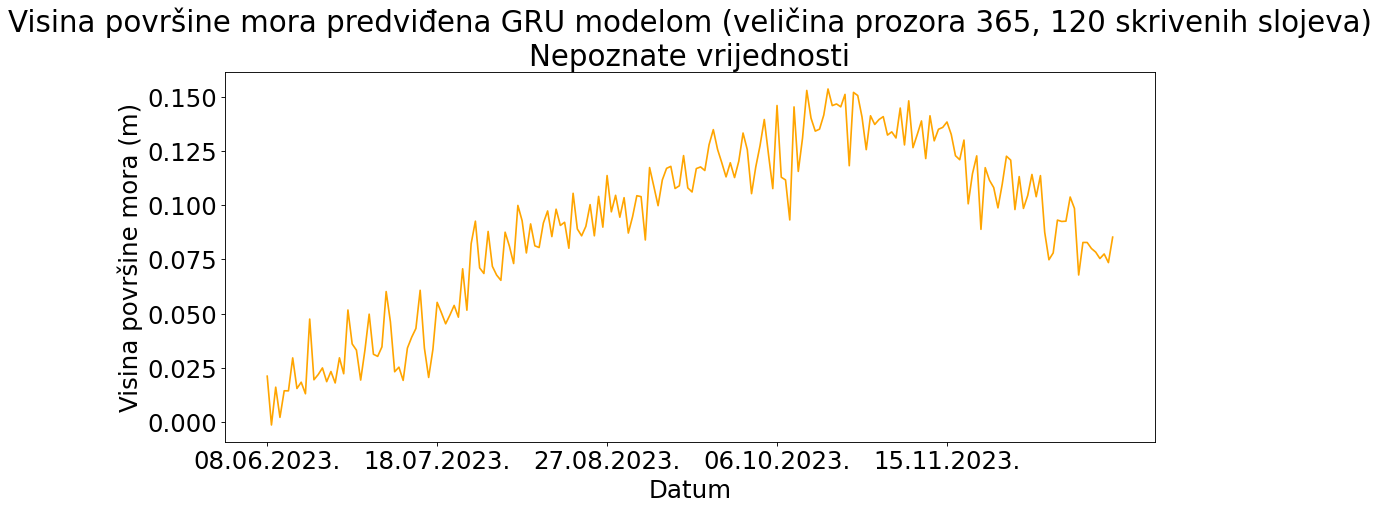 Visina površine mora predviđena GRU modelom (veličina prozora 365, 120 skrivenih slojeva)
Nepoznate vrijednosti
Visina površine mora (m)
0.150
0.125
0.100
0.075
0.050
0.025
0.000
08.06.2023. 18.07.2023. 27.08.2023. 06.10.2023. 15.11.2023.
Datum